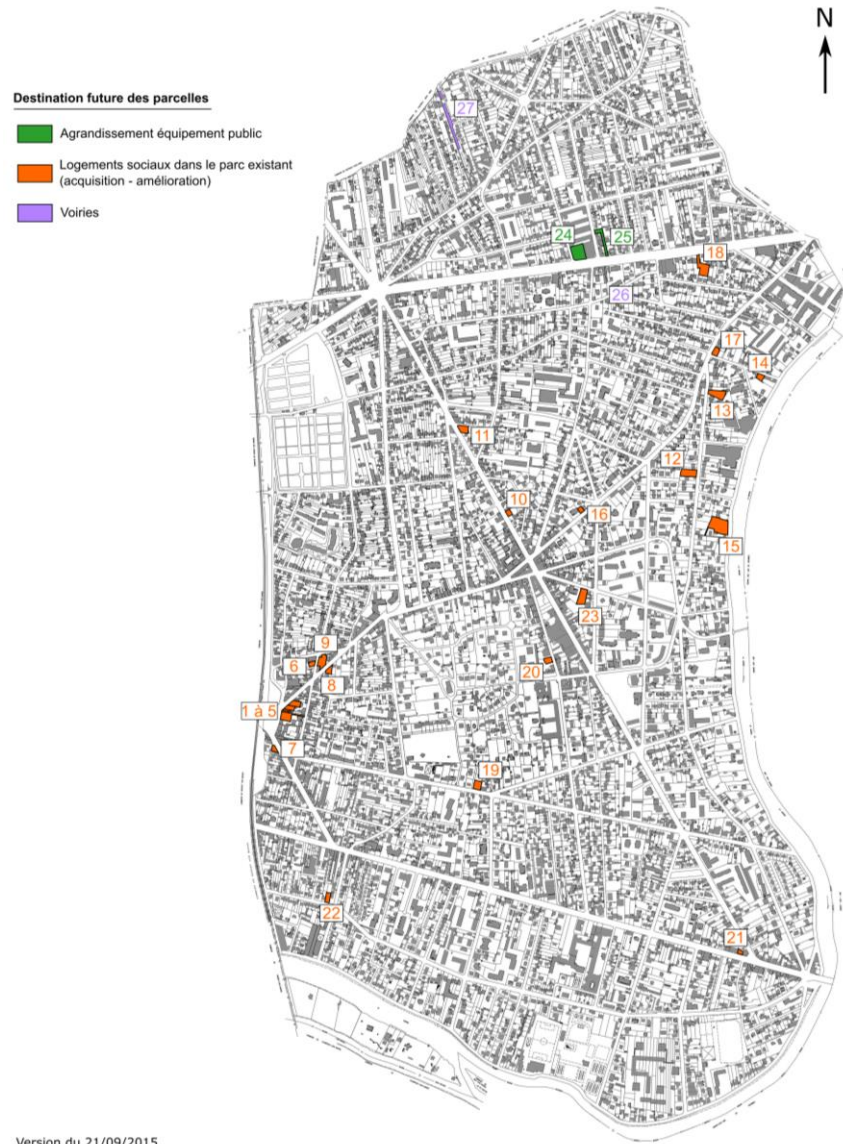 N
Destination future des parcelles
Agrandissement équipement public
Logements sociaux dans le parc existant
(acquisition - amélioration)
Voiries
27
24
25
18
26
17
14
13
11
12
10
16
15
23
9
6
8
20
1 à 5
7
19
22
21
Version du 21/09/2015